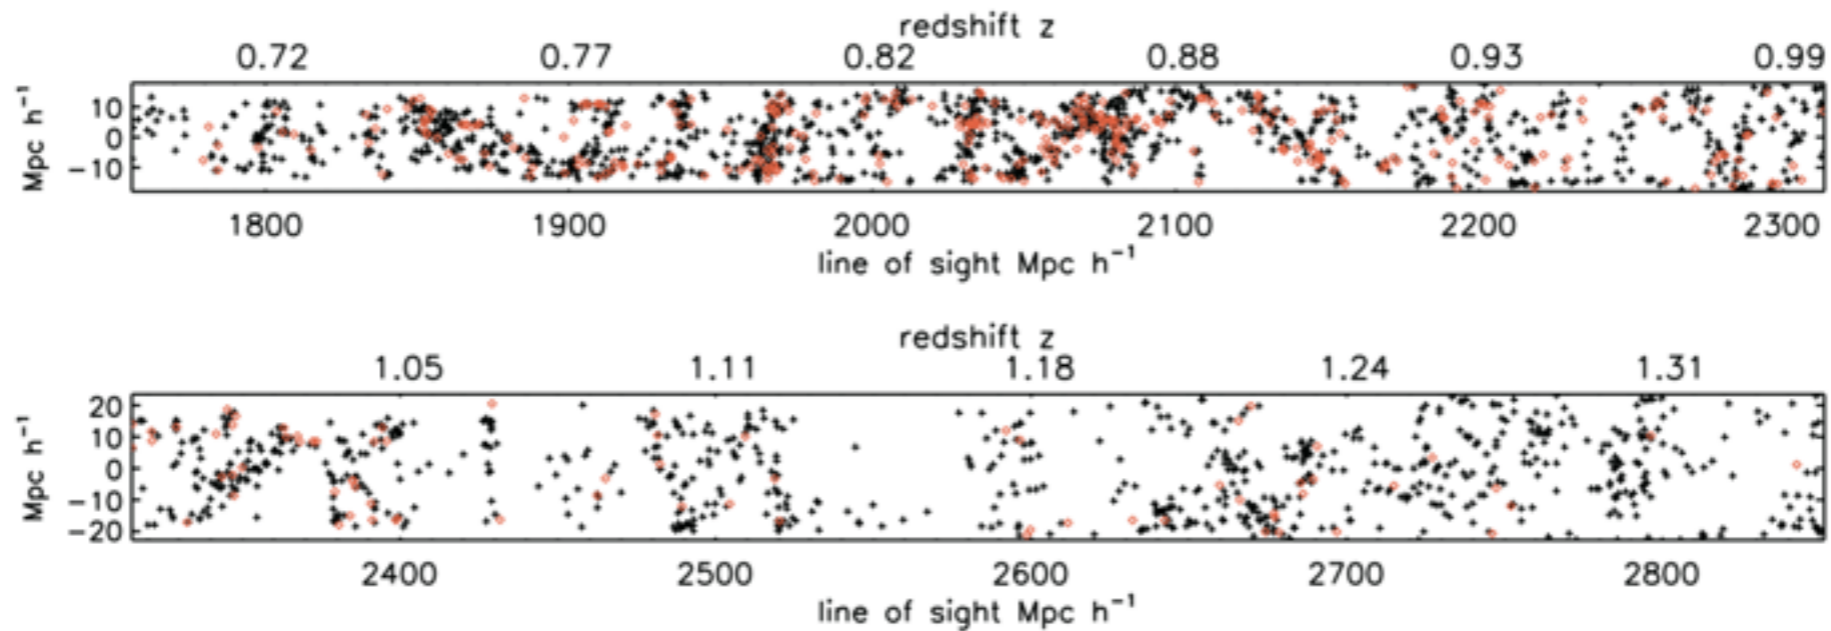 redshift z
0.72 0.77 0.82 0.88 0.93 0.99
10
0
−10
Mpc h⁻¹
1800 1900 2000 2100 2200 2300
line of sight Mpc h⁻¹
redshift z
1.05 1.11 1.18 1.24 1.31
20
10
0
−10
−20
Mpc h⁻¹
2400 2500 2600 2700 2800
line of sight Mpc h⁻¹